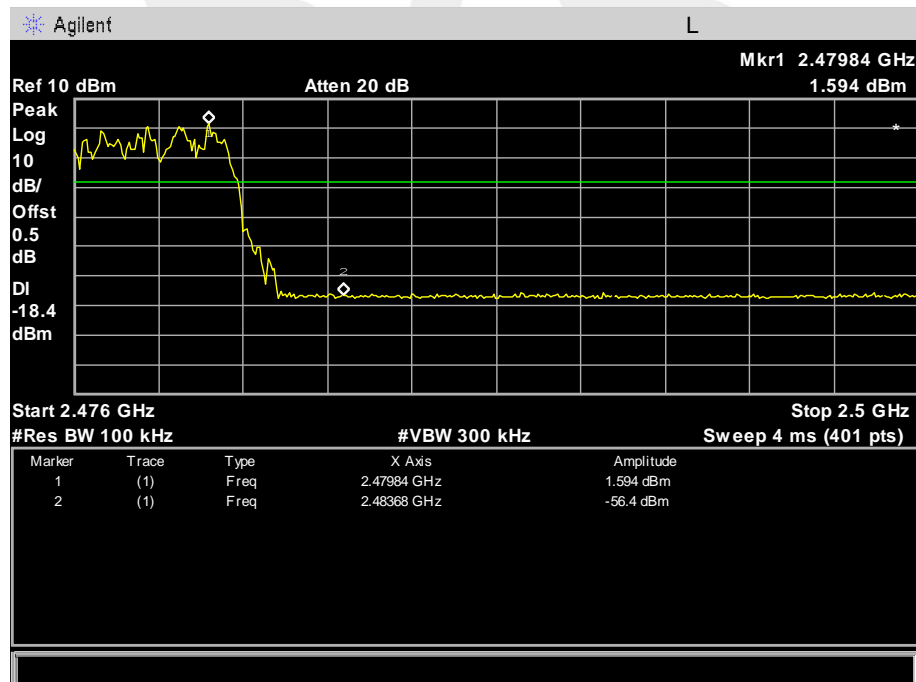 Agilent L
Mkr1 2.47984 GHz
Ref 10 dBm Atten 20 dB 1.594 dBm
Peak
Log
10
dB/
Offst
0.5
dB
DI
-18.4
dBm
1
*
2
Start 2.476 GHz Stop 2.5 GHz
#Res BW 100 kHz #VBW 300 kHz Sweep 4 ms (401 pts)
Marker Trace Type X Axis Amplitude
1 (1) Freq 2.47984 GHz 1.594 dBm
2 (1) Freq 2.48368 GHz -56.4 dBm